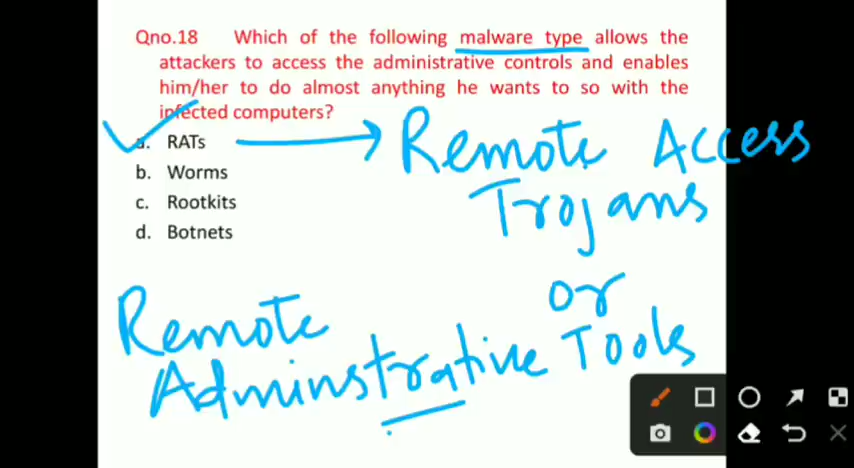 Qno.18 Which of the following malware type allows the
attackers to access the administrative controls and enables
him/her to do almost anything he wants to so with the
infected computers?
a. RATs
b. Worms
c. Rootkits
d. Botnets
Remote Access
Trojans
or
Remote
Adminstrative Tools